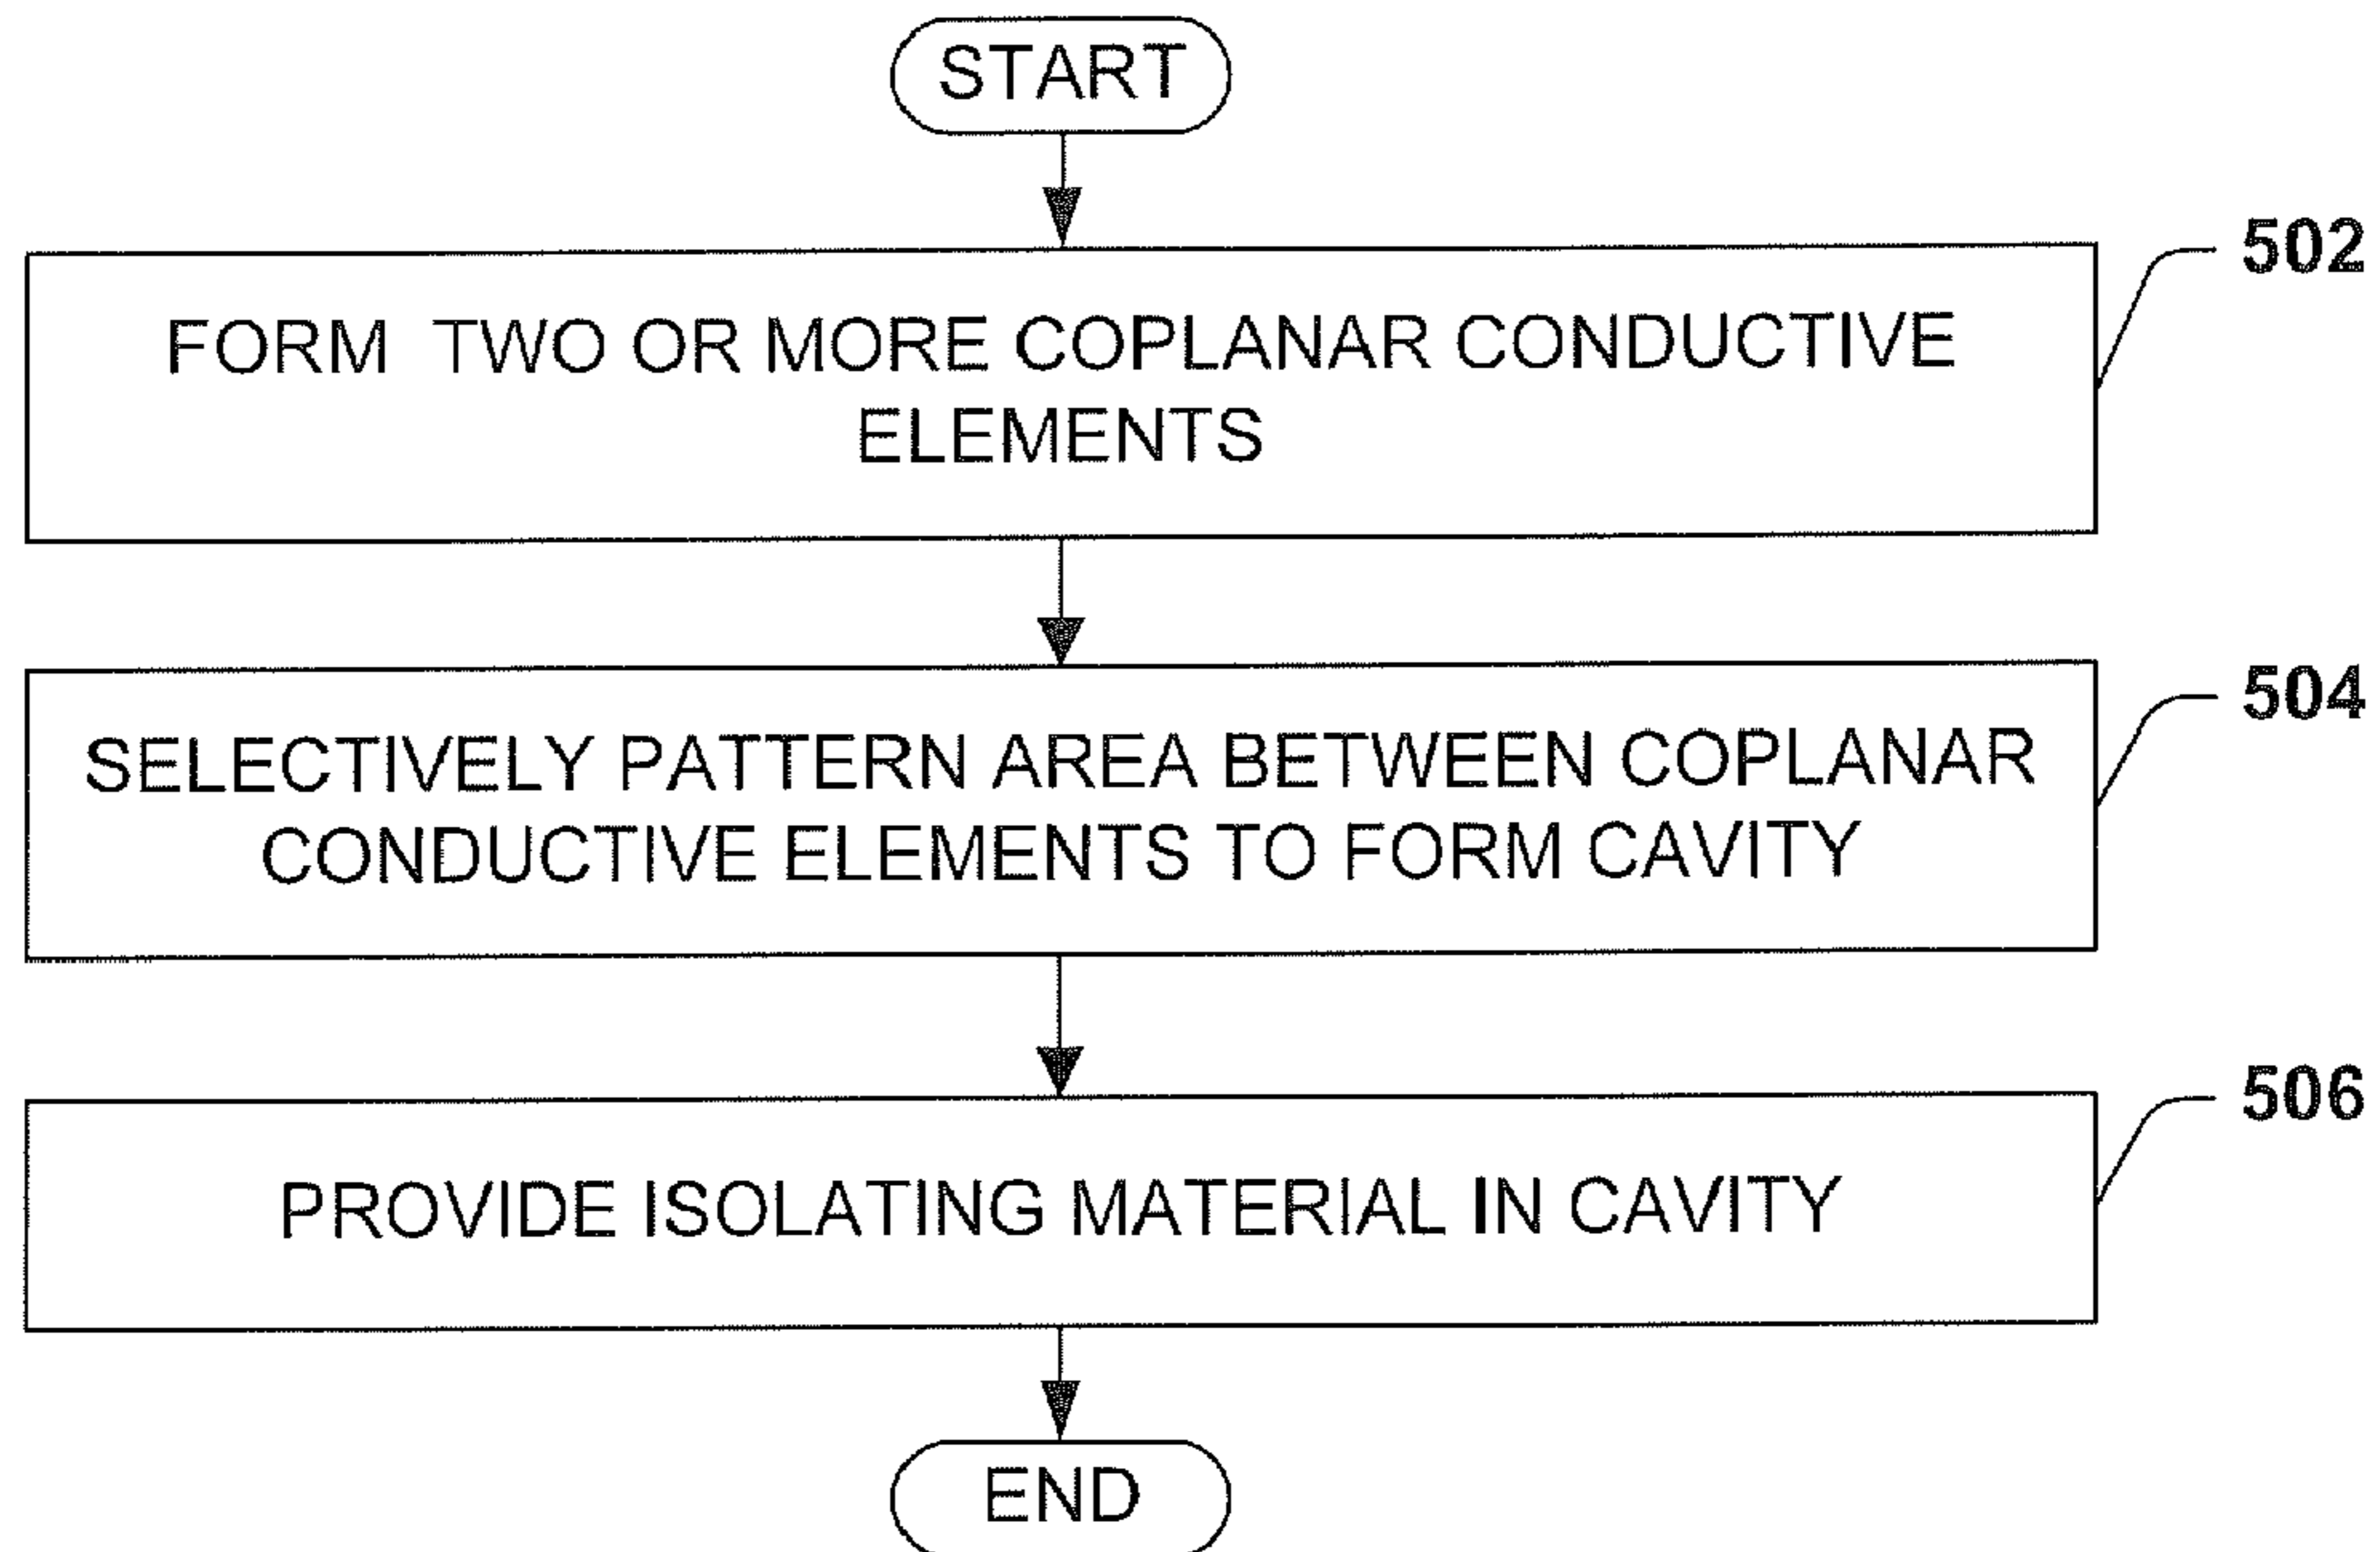 START
502
FORM TWO OR MORE COPLANAR CONDUCTIVE
ELEMENTS
504
SELECTIVELY PATTERN AREA BETWEEN COPLANAR
CONDUCTIVE ELEMENTS TO FORM CAVITY
506
PROVIDE ISOLATING MATERIAL IN CAVITY
END